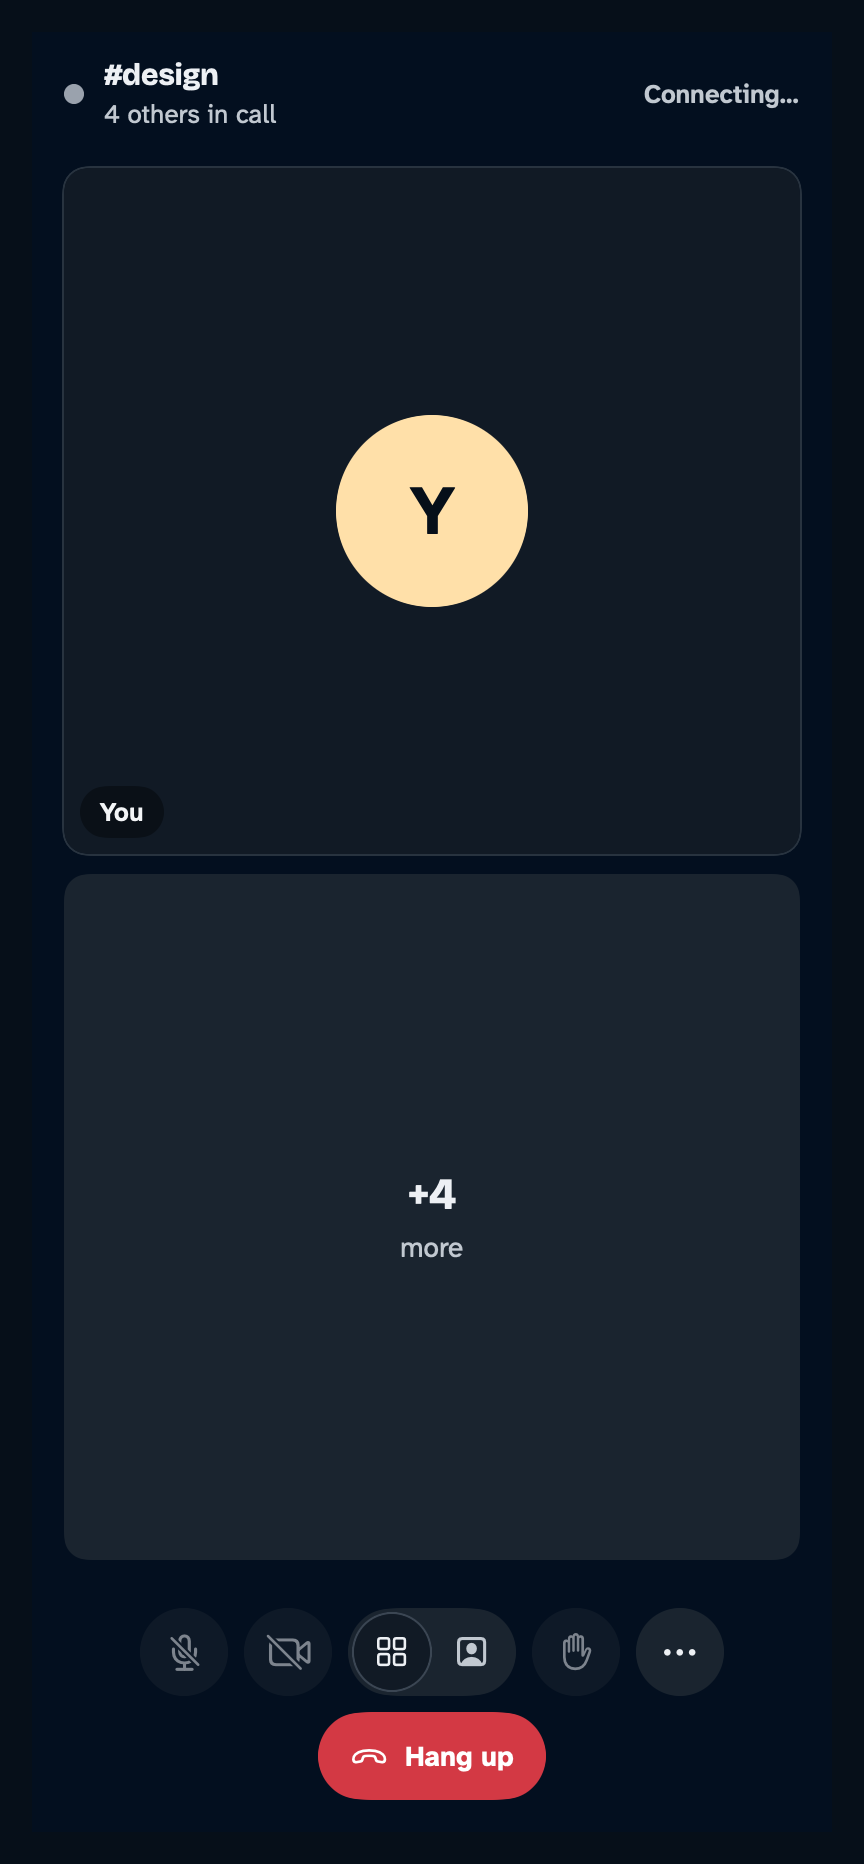 #design
4 others in call
Connecting...
Y
You
+4
more
Hang up